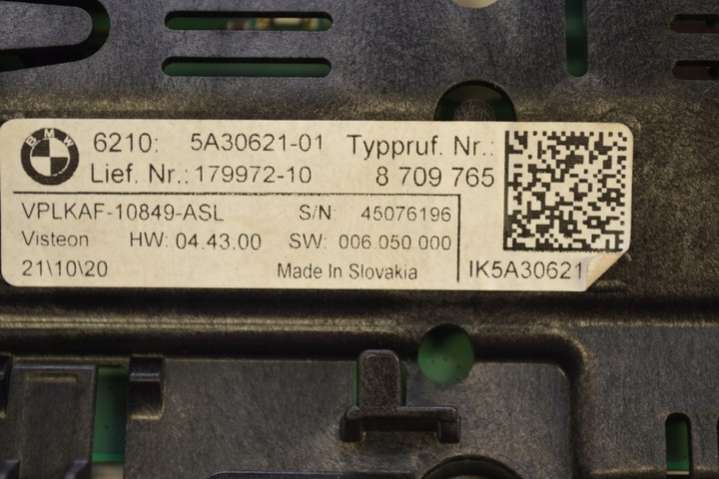 BMW
6210: 5A30621-01 Typpruf. Nr.:
Lief. Nr.:179972-10 8 709 765
VPLKAF-10849-ASL S/N 45076196
Visteon HW: 04.43.00 SW: 006 050 000
21\10\20 Made In Slovakia IK5A30621